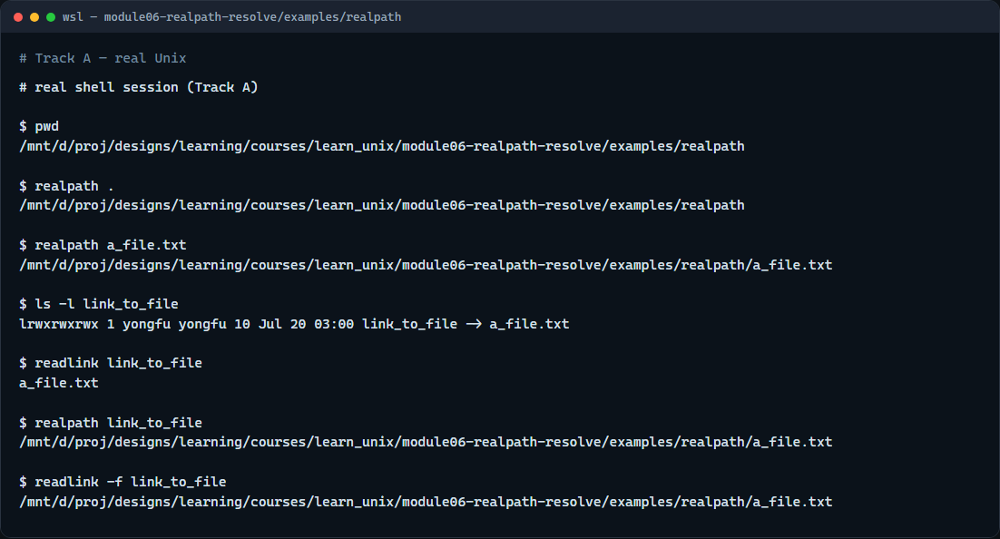 wsl — module06-realpath-resolve/examples/realpath
# Track A — real Unix
# real shell session (Track A)
$ pwd
/mnt/d/proj/designs/learning/courses/learn_unix/module06-realpath-resolve/examples/realpath
$ realpath .
/mnt/d/proj/designs/learning/courses/learn_unix/module06-realpath-resolve/examples/realpath
$ realpath a_file.txt
/mnt/d/proj/designs/learning/courses/learn_unix/module06-realpath-resolve/examples/realpath/a_file.txt
$ ls -l link_to_file
lrwxrwxrwx 1 yongfu yongfu 10 Jul 20 03:00 link_to_file -> a_file.txt
$ readlink link_to_file
a_file.txt
$ realpath link_to_file
/mnt/d/proj/designs/learning/courses/learn_unix/module06-realpath-resolve/examples/realpath/a_file.txt
$ readlink -f link_to_file
/mnt/d/proj/designs/learning/courses/learn_unix/module06-realpath-resolve/examples/realpath/a_file.txt